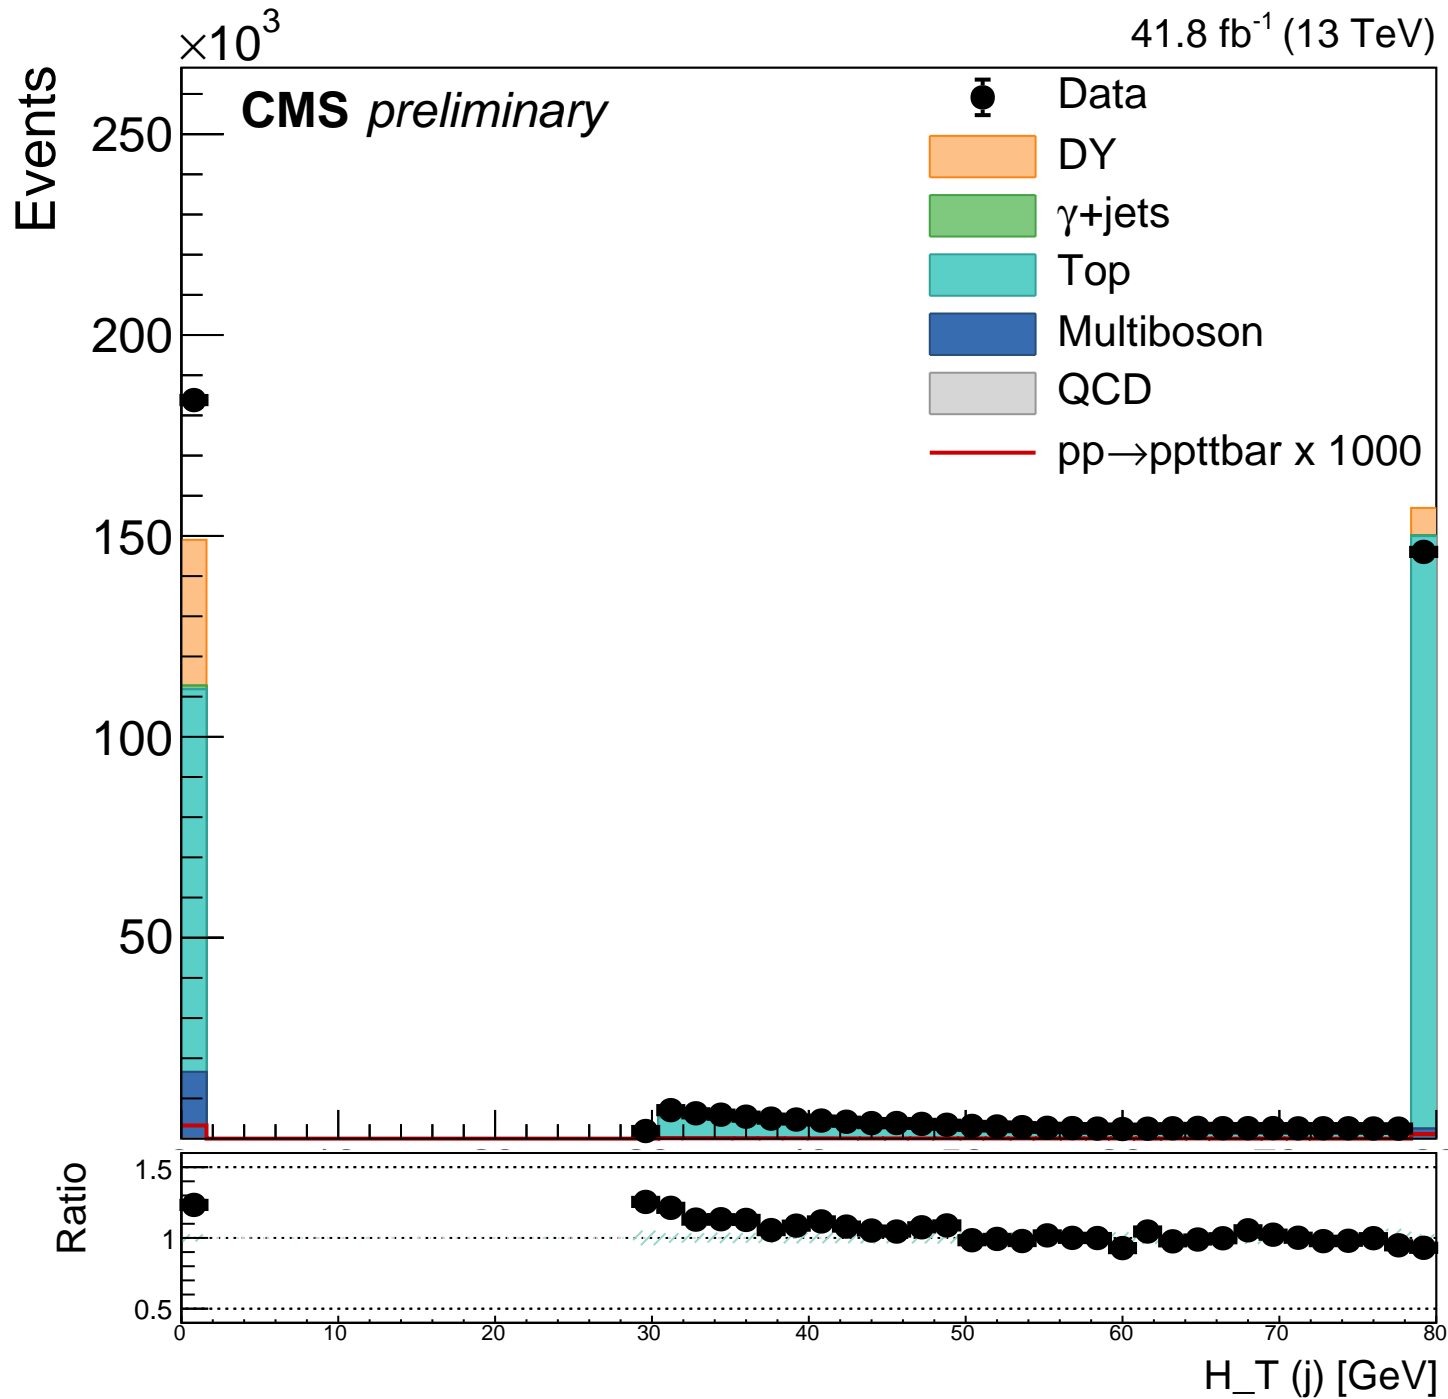 ×10³
41.8 fb⁻¹ (13 TeV)
Events
CMS preliminary
Data
DY
γ+jets
Top
Multiboson
QCD
pp→ppttbar x 1000
250
200
150
100
50
Ratio
1.5
1
0.5
0 10 20 30 40 50 60 70 80
H_T (j) [GeV]